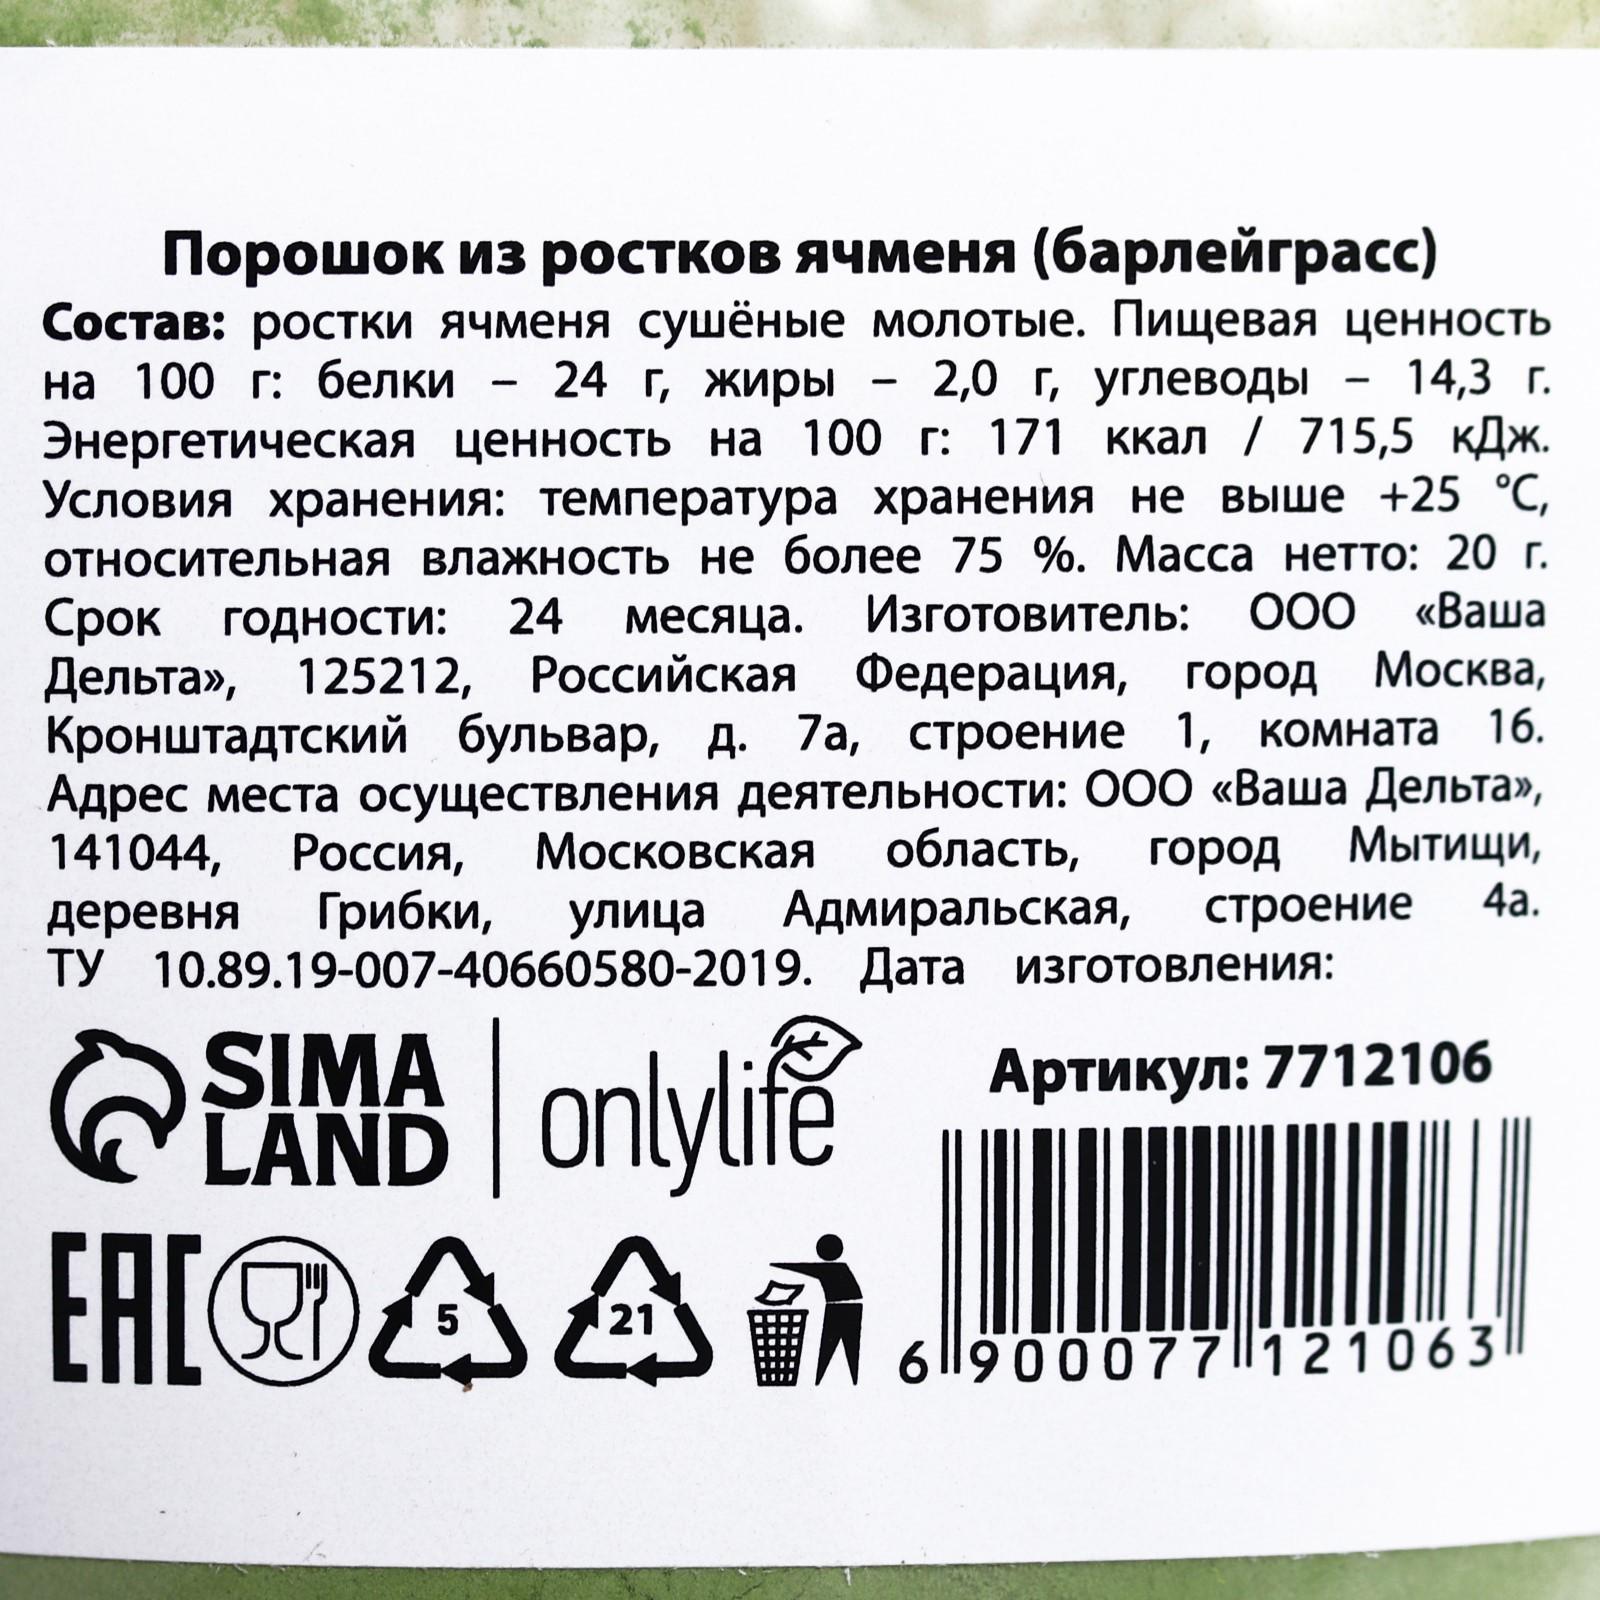 Порошок из ростков ячменя (барлейграсс)
Состав: ростки ячменя сушёные молотые. Пищевая ценность
на 100 г: белки – 24 г, жиры – 2,0 г, углеводы – 14,3 г.
Энергетическая ценность на 100 г: 171 ккал / 715,5 кДж.
Условия хранения: температура хранения не выше +25 °С,
относительная влажность не более 75 %. Масса нетто: 20 г.
Срок годности: 24 месяца. Изготовитель: ООО «Ваша
Дельта», 125212, Российская Федерация, город Москва,
Кронштадтский бульвар, д. 7а, строение 1, комната 16.
Адрес места осуществления деятельности: ООО «Ваша Дельта»,
141044, Россия, Московская область, город Мытищи,
деревня Грибки, улица Адмиральская, строение 4а.
ТУ 10.89.19-007-40660580-2019. Дата изготовления:
SIMA
LAND
onlylife
Артикул: 7712106
EAC
5
21
6 900077 121063